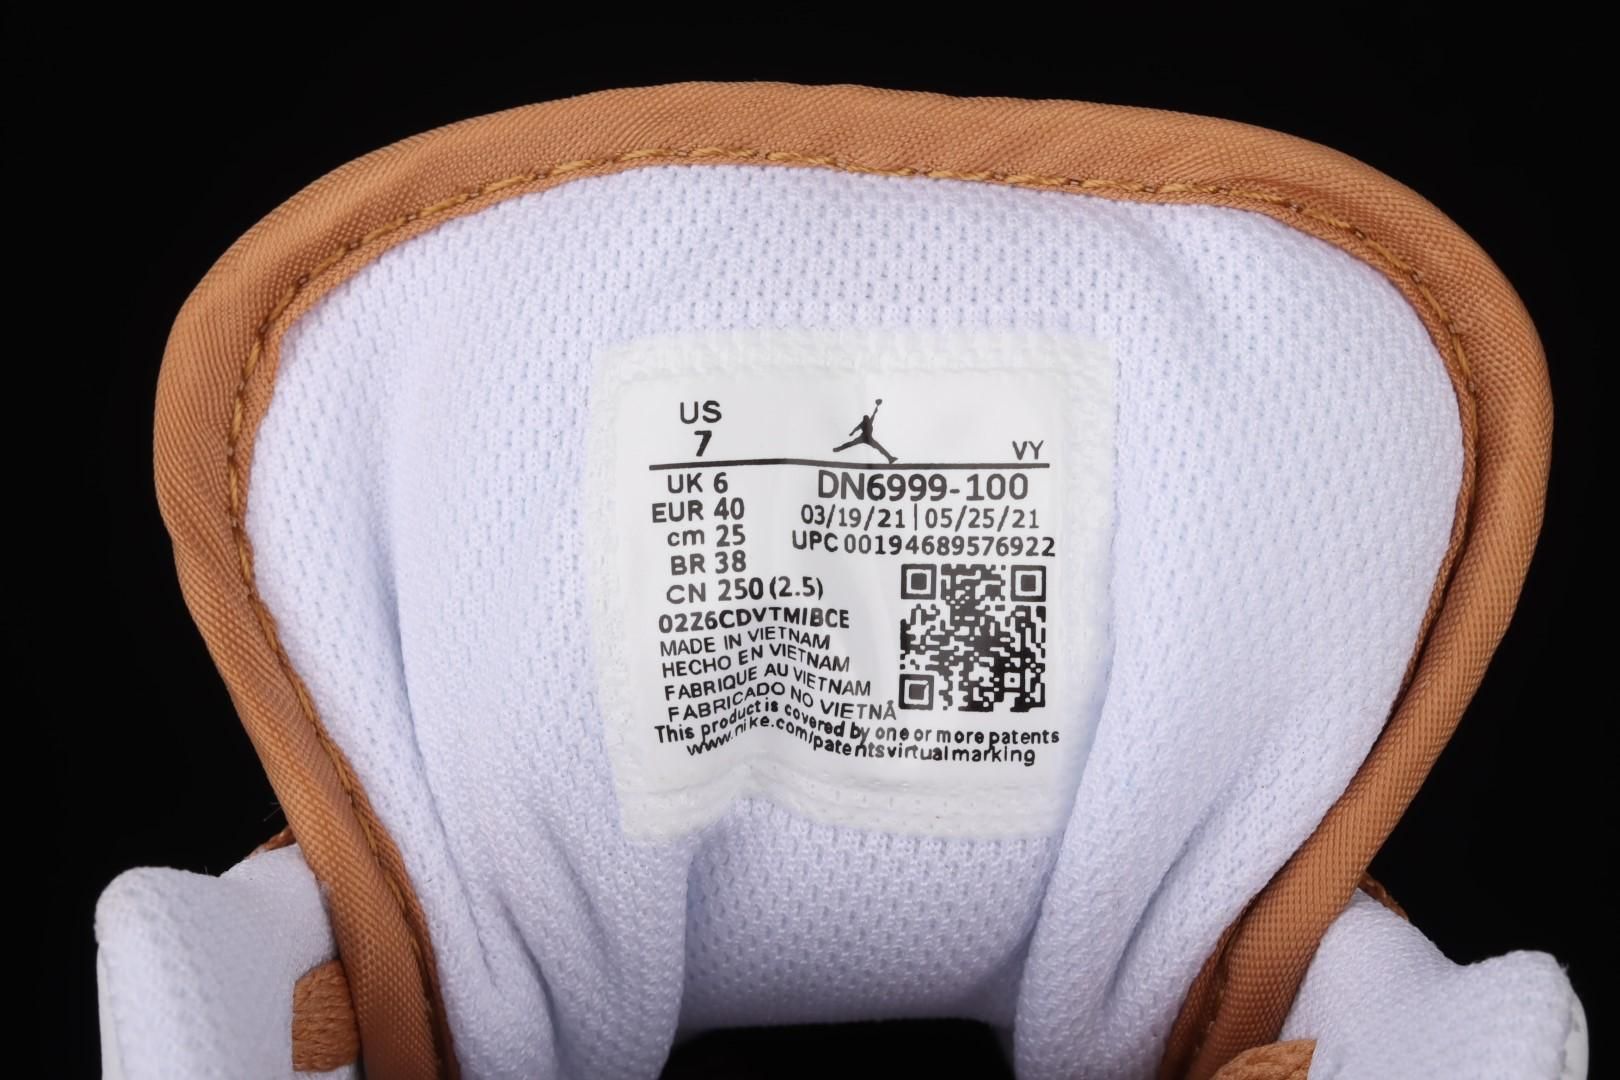 US
7
VY
UK 6
EUR 40
cm 25
BR 38
CN 250 (2.5)
DN6999-100
03/19/21 | 05/25/21
UPC 00194689576922
02Z6CDVTMIBCE
MADE IN VIETNAM
HECHO EN VIETNAM
FABRIQUE AU VIETNAM
FABRICADO NO VIETNÃ
This product is covered by one or more patents
www.nike.com/patentsvirtualmarking